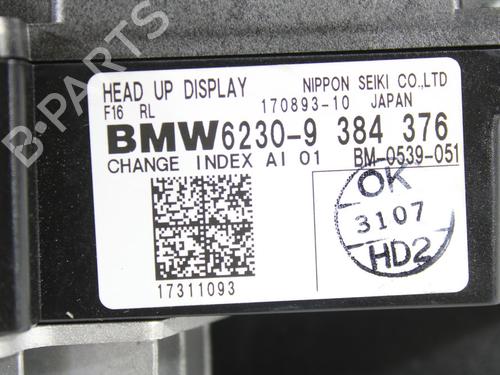 HEAD UP DISPLAY NIPPON SEIKI CO.,LTD
F16 RL 170893-10 JAPAN
BMW6230-9 384 376
CHANGE INDEX AI 01 BM-0539-051
OK
3107
HD2
17311093
B-PARTS